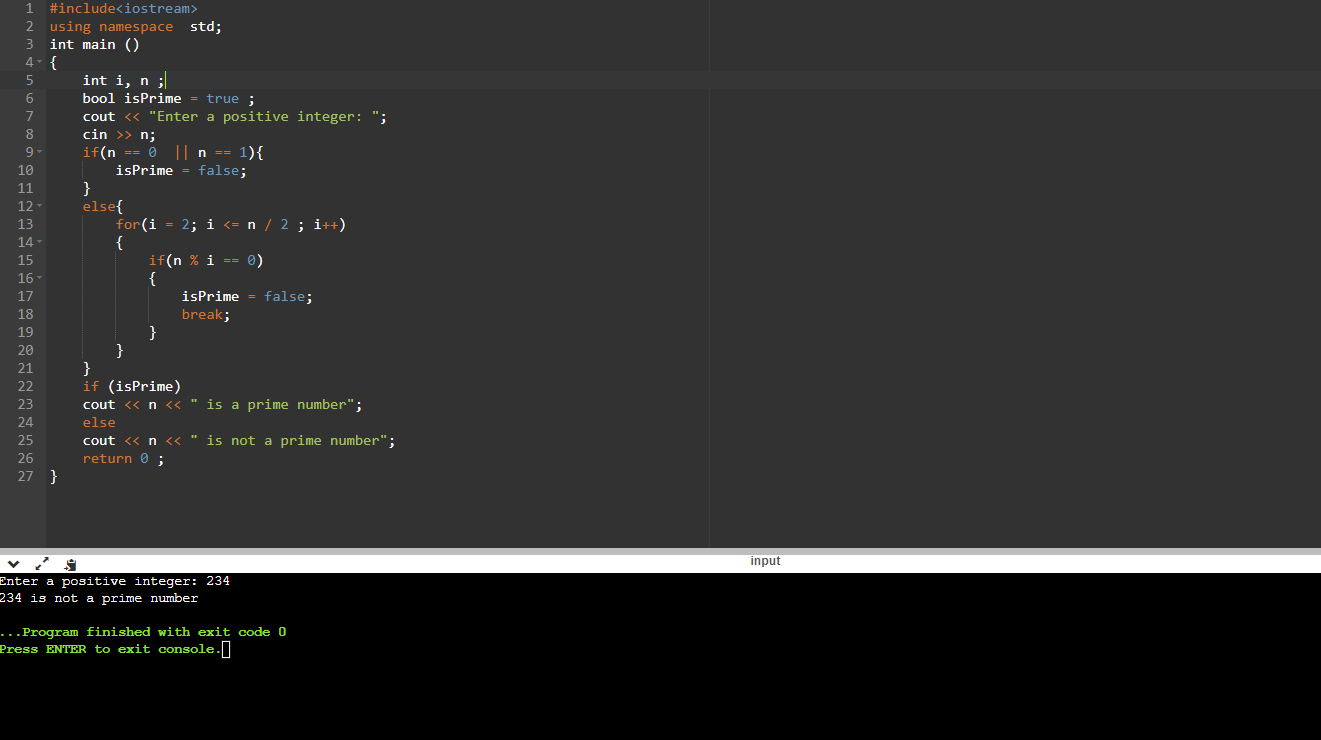 1 #include<iostream>
2 using namespace  std;
3 int main ()
4 {
5     int i, n ;
6     bool isPrime = true ;
7     cout << "Enter a positive integer: ";
8     cin >> n;
9     if(n == 0  || n == 1){
10         isPrime = false;
11     }
12     else{
13         for(i = 2; i <= n / 2 ; i++)
14         {
15             if(n % i == 0)
16             {
17                 isPrime = false;
18                 break;
19             }
20         }
21     }
22     if (isPrime)
23     cout << n << " is a prime number";
24     else
25     cout << n << " is not a prime number";
26     return 0 ;
27 }
input
Enter a positive integer: 234
234 is not a prime number
...Program finished with exit code 0
Press ENTER to exit console.